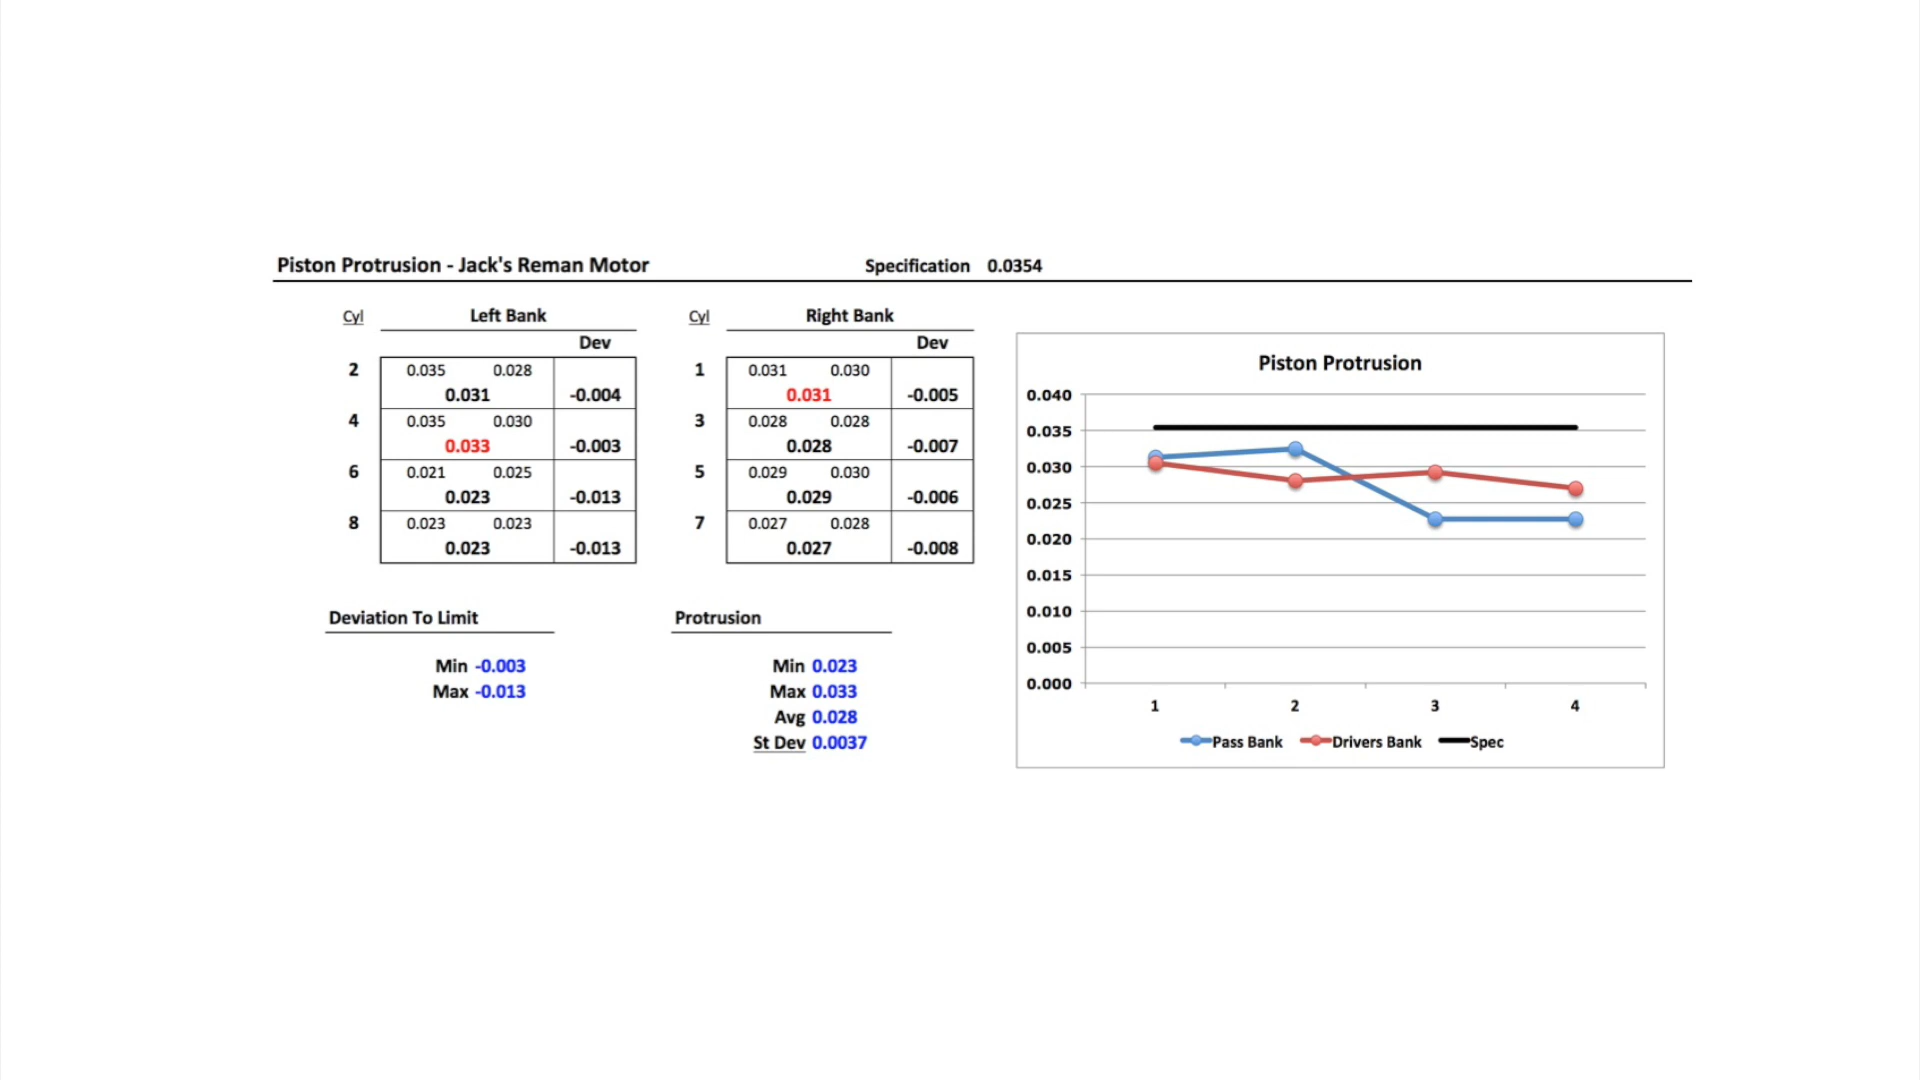 Piston Protrusion - Jack's Reman Motor Specification 0.0354
Cyl Left Bank
Dev
2 0.035 0.028
0.031 -0.004
4 0.035 0.030
0.033 -0.003
6 0.021 0.025
0.023 -0.013
8 0.023 0.023
0.023 -0.013
Cyl Right Bank
Dev
1 0.031 0.030
0.031 -0.005
3 0.028 0.028
0.028 -0.007
5 0.029 0.030
0.029 -0.006
7 0.027 0.028
0.027 -0.008
Deviation To Limit
Min -0.003
Max -0.013
Protrusion
Min 0.023
Max 0.033
Avg 0.028
St Dev 0.0037
Piston Protrusion
0.040
0.035
0.030
0.025
0.020
0.015
0.010
0.005
0.000
1 2 3 4
Pass Bank Drivers Bank Spec